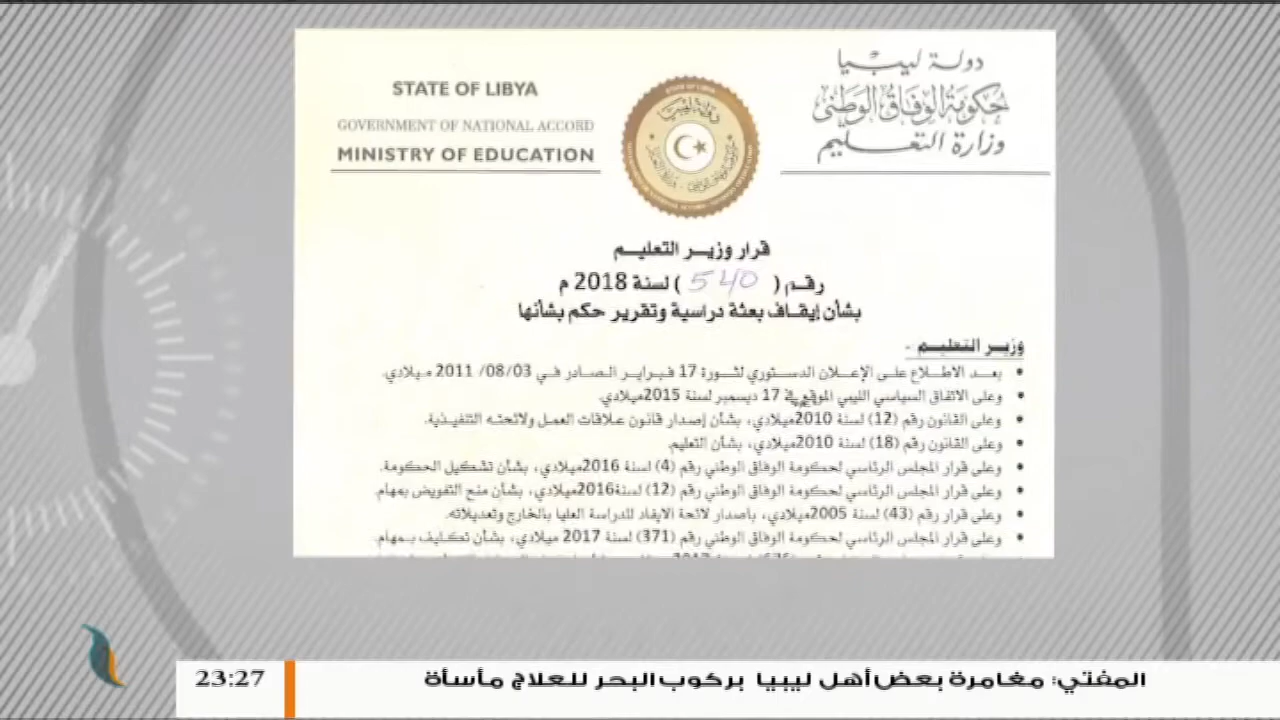 STATE OF LIBYA
GOVERNMENT OF NATIONAL ACCORD
MINISTRY OF EDUCATION
دولة ليبيا
حكومة الوفاق الوطني
وزارة التعليم
قرار وزير التعليم
رقم ( 540 ) لسنة 2018 م
بشأن إيقاف بعثة دراسية وتقرير حكم بشأنها
وزير التعليم -
• بعد الاطلاع على الإعلان الدستوري لثورة 17 فبراير الصادر في 08/03/ 2011 ميلادي.
• وعلى الاتفاق السياسي الليبي الموقع في 17 ديسمبر لسنة 2015ميلادي.
• وعلى القانون رقم (12) لسنة 2010ميلادي، بشأن إصدار قانون علاقات العمل ولائحته التنفيذية.
• وعلى القانون رقم (18) لسنة 2010ميلادي، بشأن التعليم.
• وعلى قرار المجلس الرئاسي لحكومة الوفاق الوطني رقم (4) لسنة 2016ميلادي، بشأن تشكيل الحكومة.
• وعلى قرار المجلس الرئاسي لحكومة الوفاق الوطني رقم (12) لسنة2016ميلادي، بشأن منح التفويض بمهام.
• وعلى قرار رقم (43) لسنة 2005ميلادي، باصدار لائحة الايفاد للدراسة العليا بالخارج وتعديلاته.
• وعلى قرار المجلس الرئاسي لحكومة الوفاق الوطني رقم (371) لسنة 2017 ميلادي، بشأن تكليف بمهام.
المفتي: مغامرة بعض أهل ليبيا بركوب البحر للعلاج مأساة
23:27